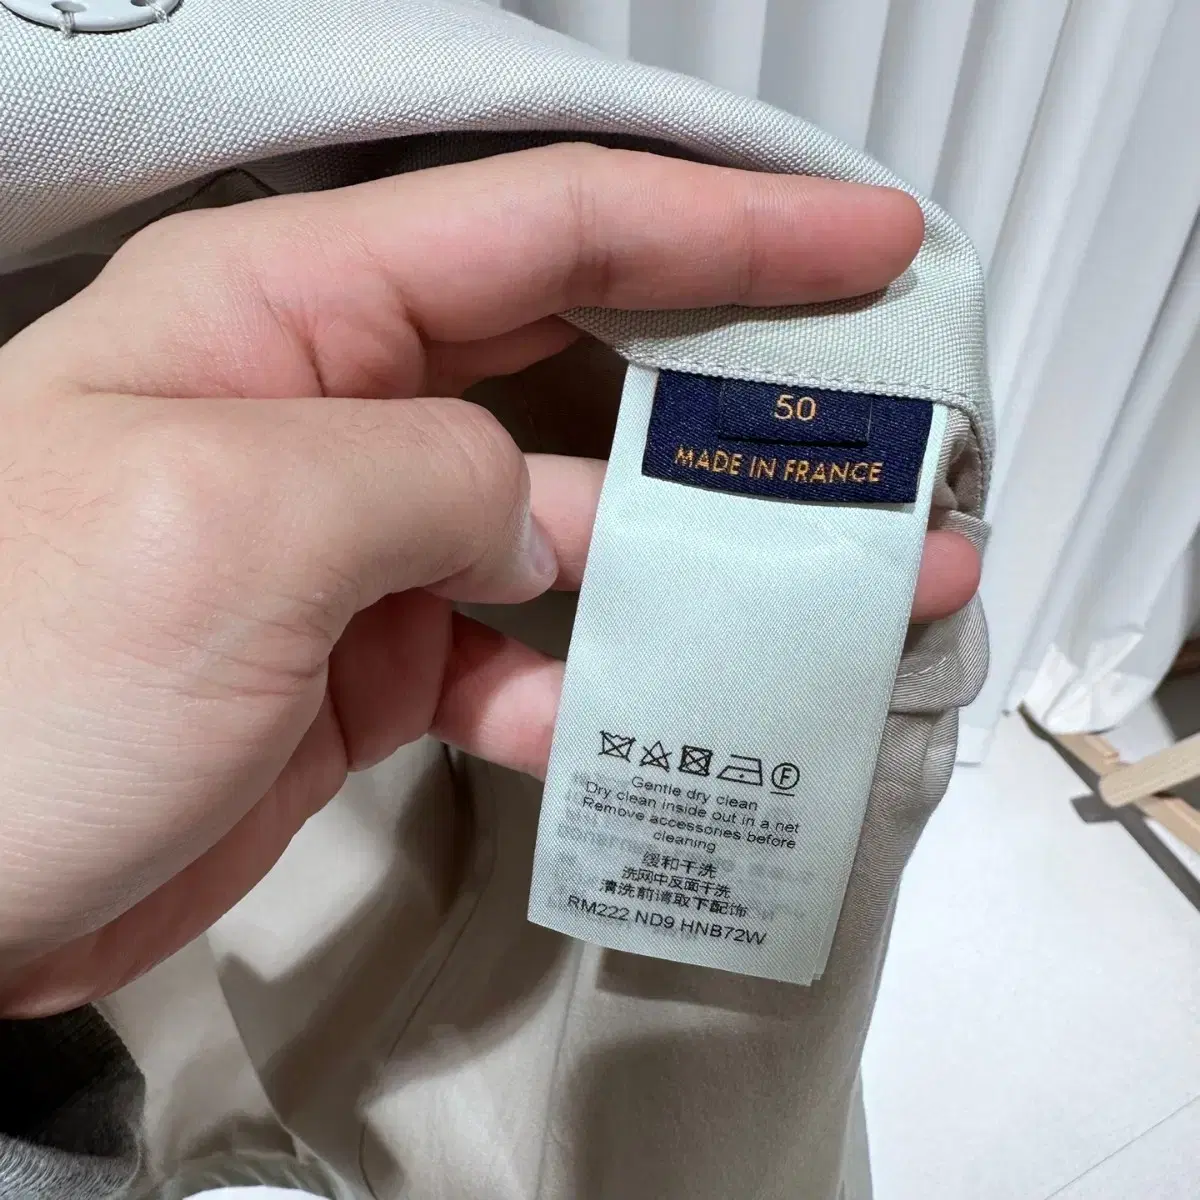 50
MADE IN FRANCE
F
Gentle dry clean
Dry clean inside out in a net
Remove accessories before
cleaning
缓和干洗
洗网中反面干洗
清洗前请取下配饰
RM222 ND9 HNB72W